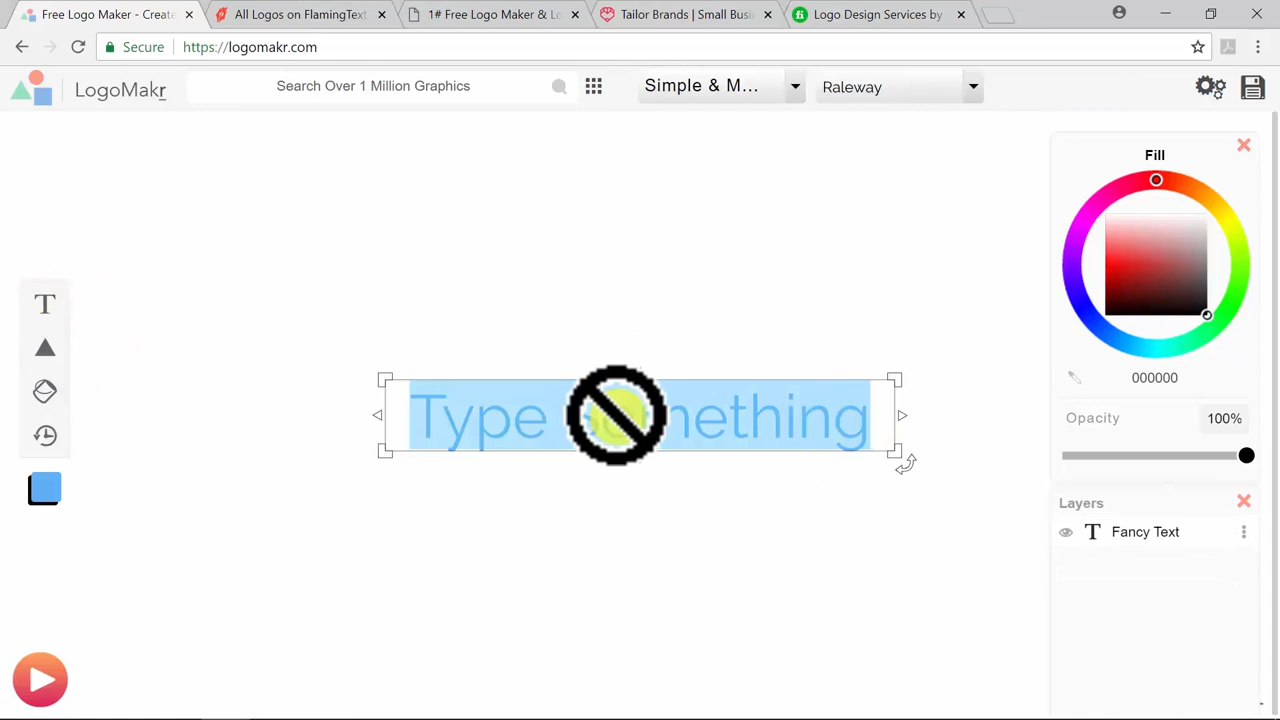 Free Logo Maker - Create
All Logos on FlamingText.
1# Free Logo Maker & Lo
Tailor Brands | Small Busin
Logo Design Services by
Secure
https://logomakr.com
LogoMakr
Search Over 1 Million Graphics
Simple & M...
Raleway
Fill
T
Type something
000000
Opacity
100%
Layers
T Fancy Text